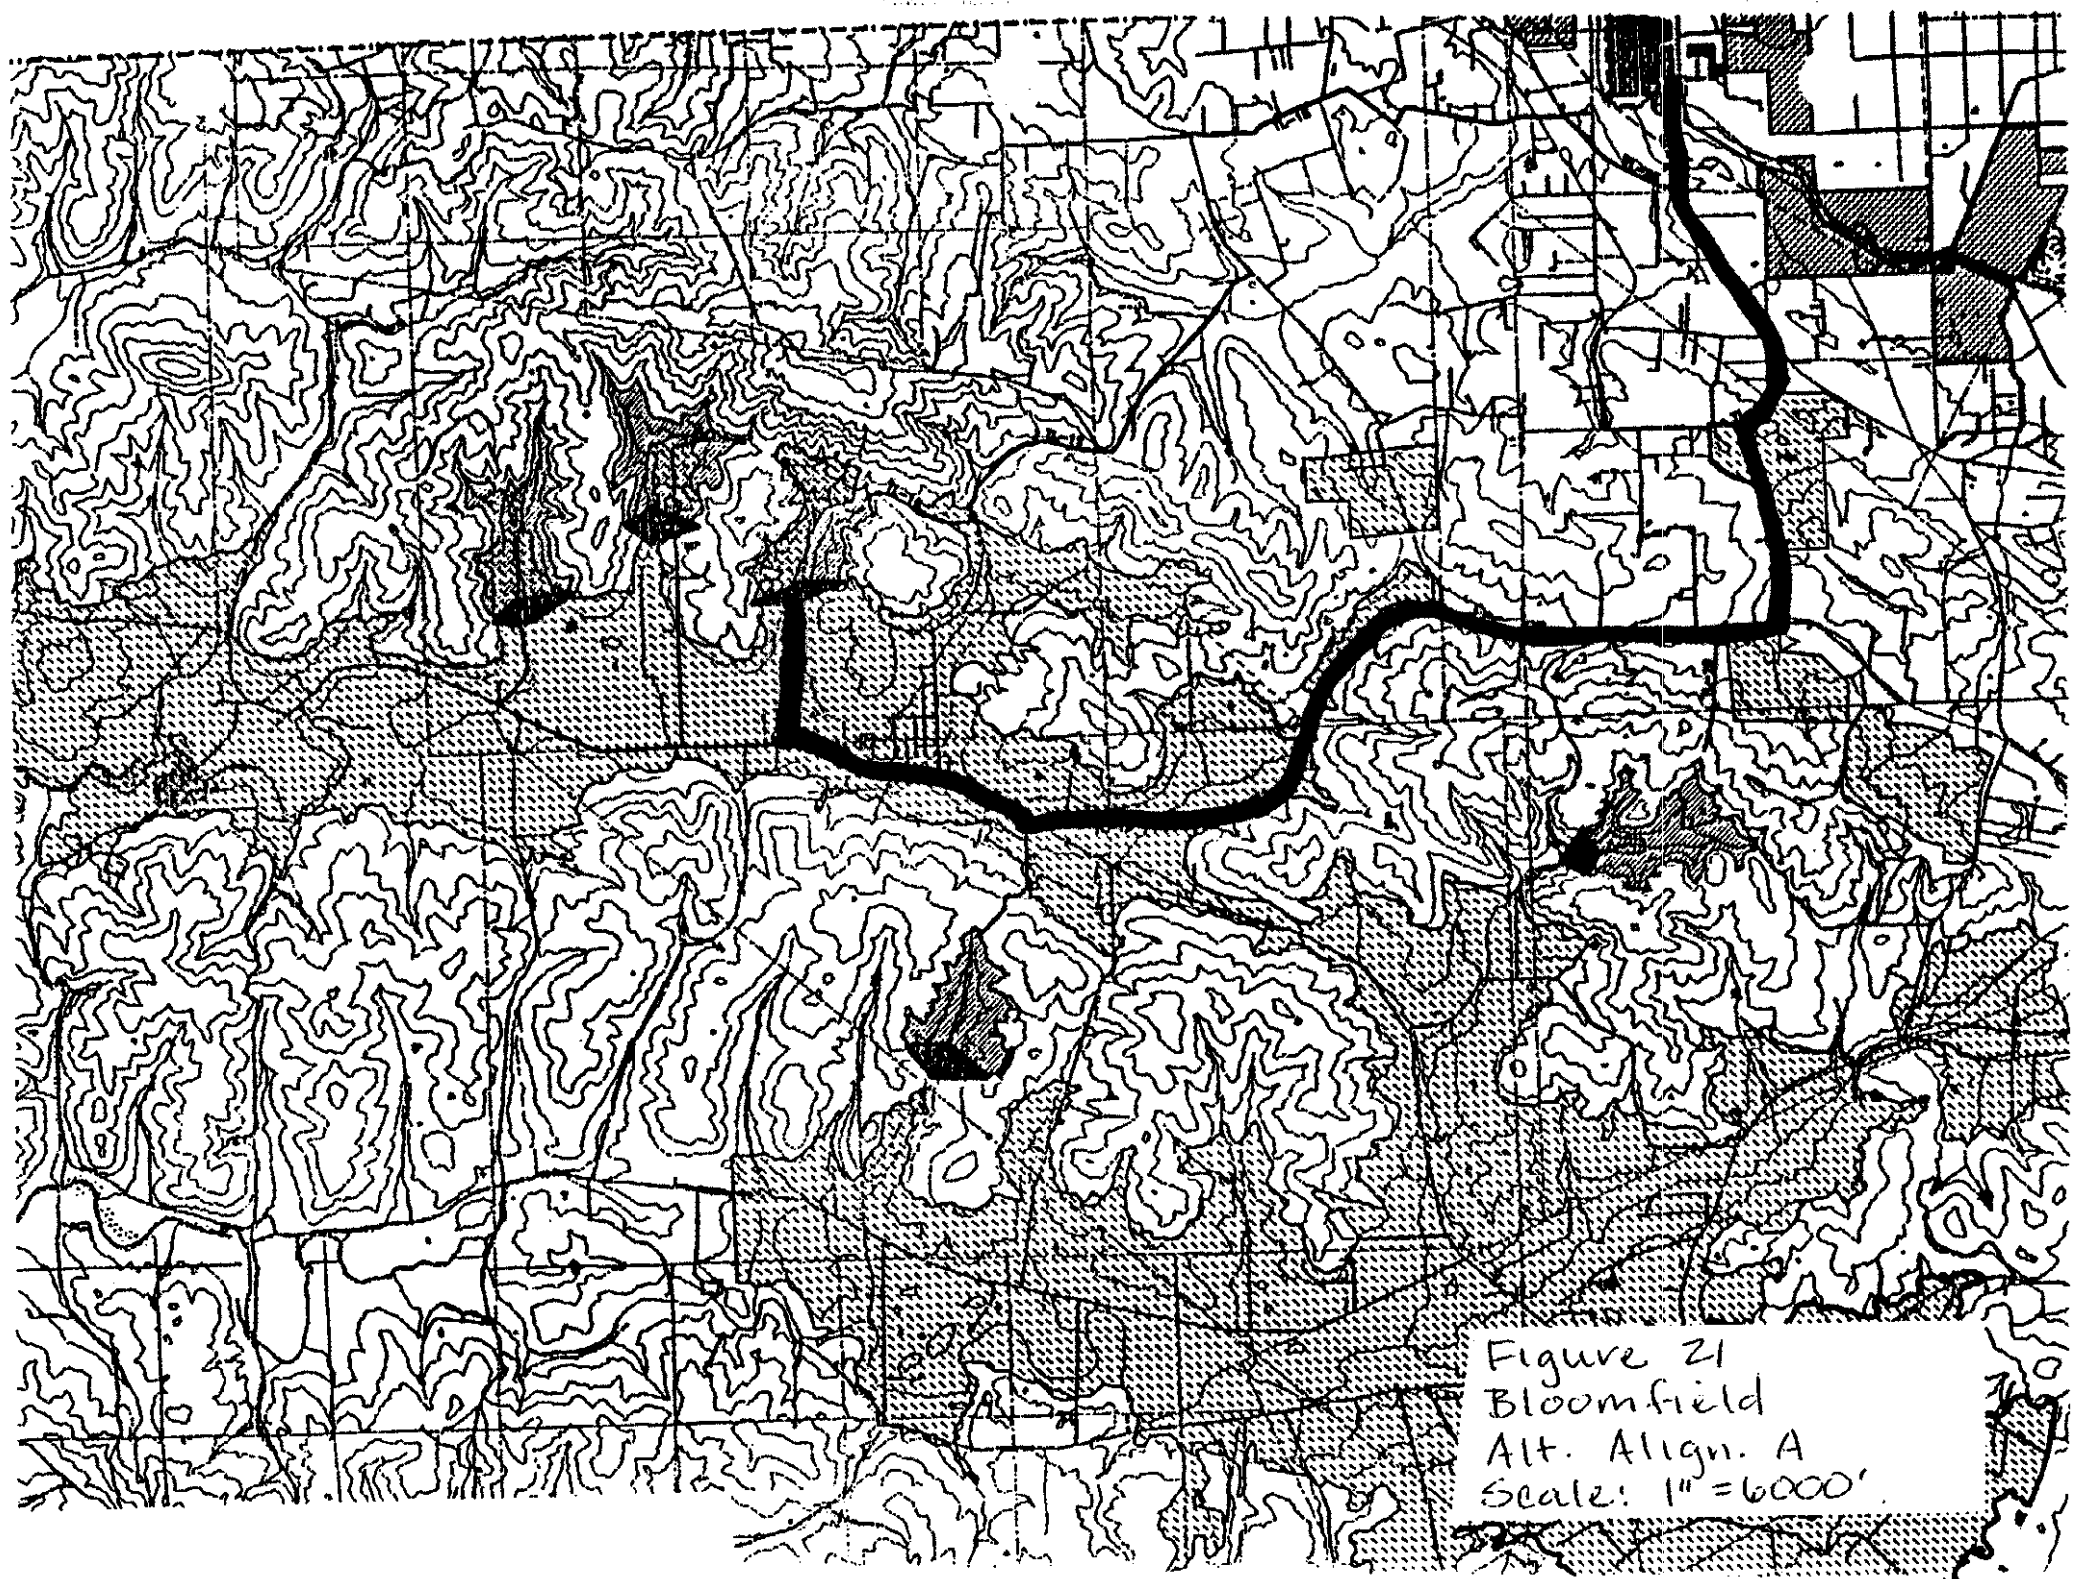 Figure 21
Bloomfield
Alt. Align. A
Scale: 1" = 6000'.